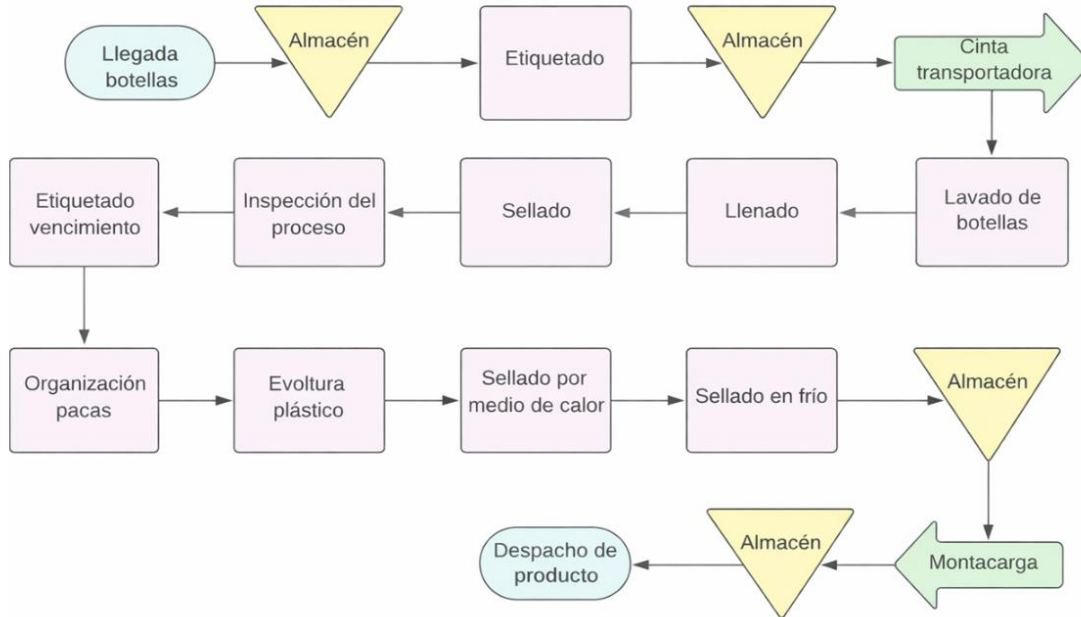 Llegada
botellas
Almacén
Etiquetado
Almacén
Cinta
transportadora
Lavado de
botellas
Llenado
Sellado
Inspección del
proceso
Etiquetado
vencimiento
Organización
pacas
Evoltura
plástico
Sellado por
medio de calor
Sellado en frío
Almacén
Montacarga
Almacén
Despacho de
producto